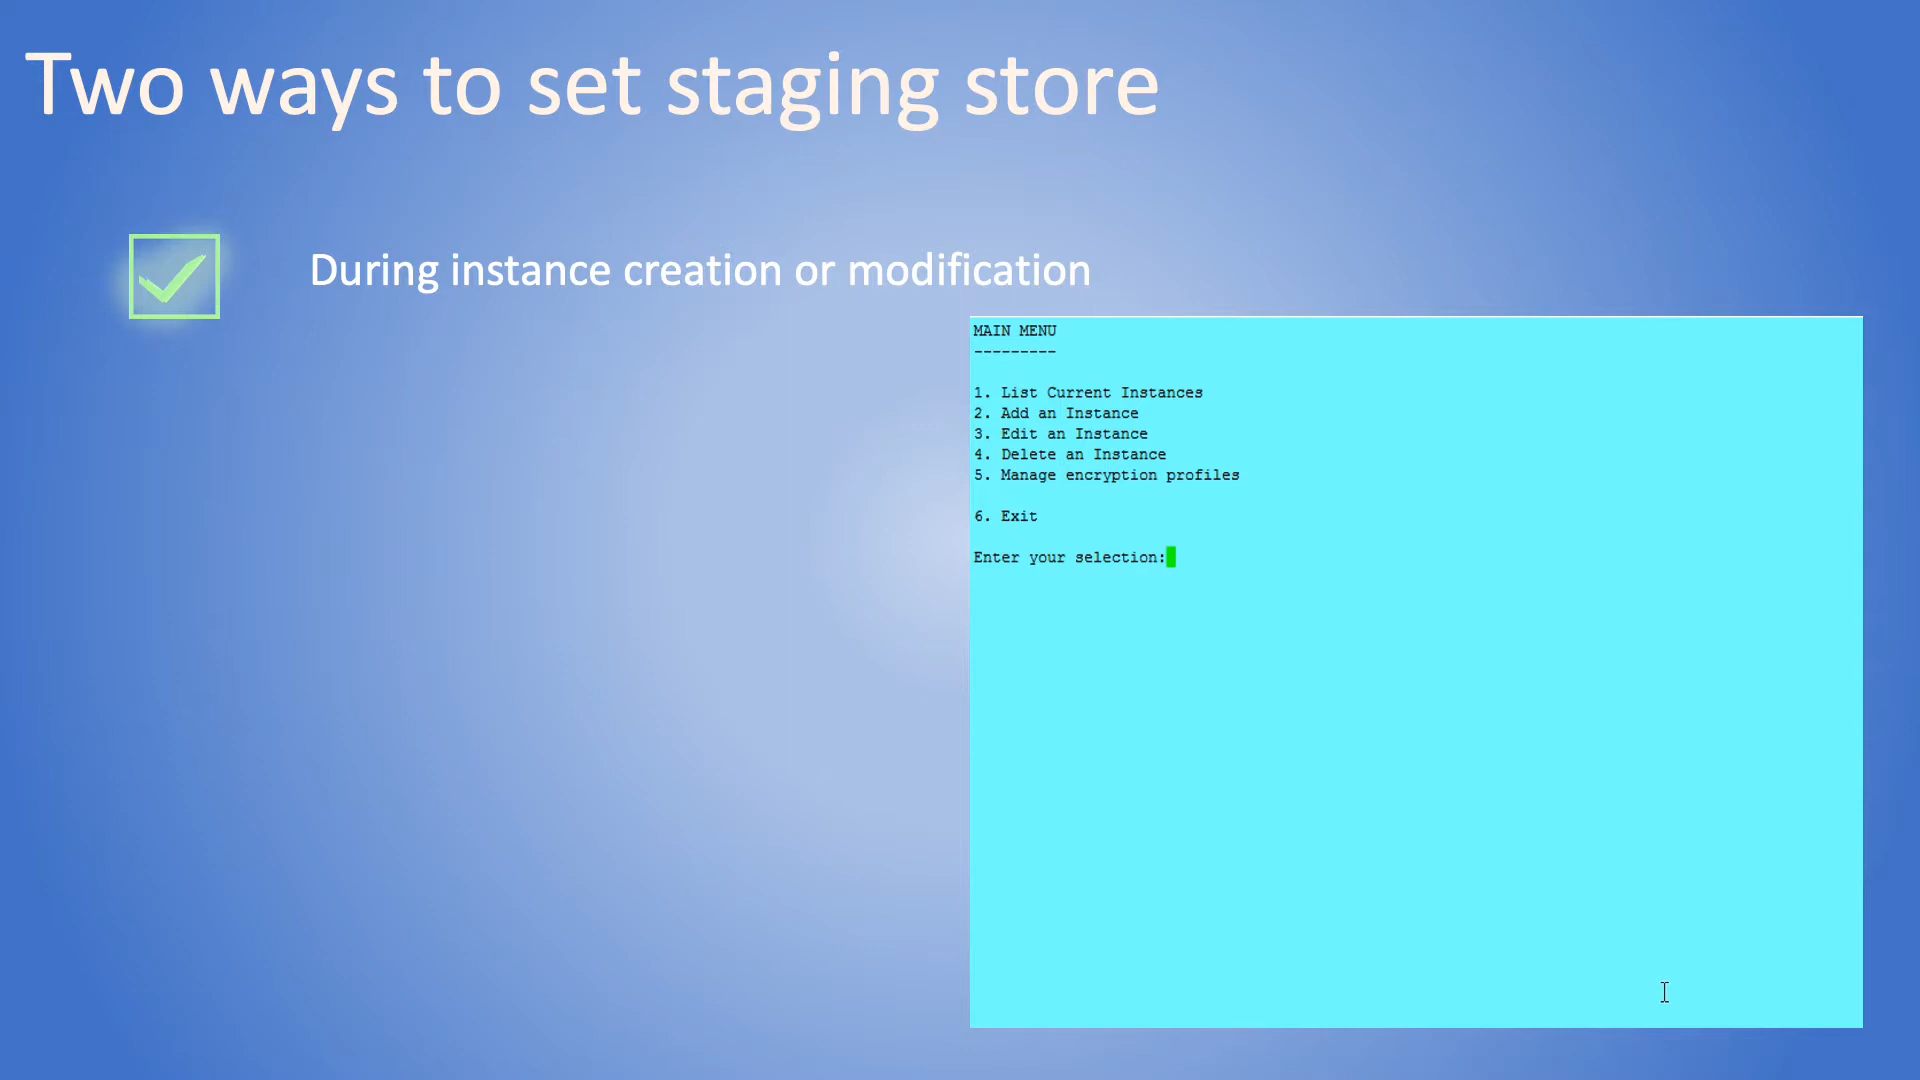 Two ways to set staging store
During instance creation or modification
MAIN MENU
---------
1. List Current Instances
2. Add an Instance
3. Edit an Instance
4. Delete an Instance
5. Manage encryption profiles
6. Exit
Enter your selection: